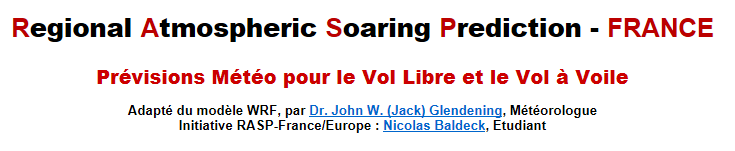 Regional Atmospheric Soaring Prediction - FRANCE
Prévisions Météo pour le Vol Libre et le Vol à Voile
Adapté du modèle WRF, par Dr. John W. (Jack) Glendening, Météorologue
Initiative RASP-France/Europe : Nicolas Baldeck, Etudiant